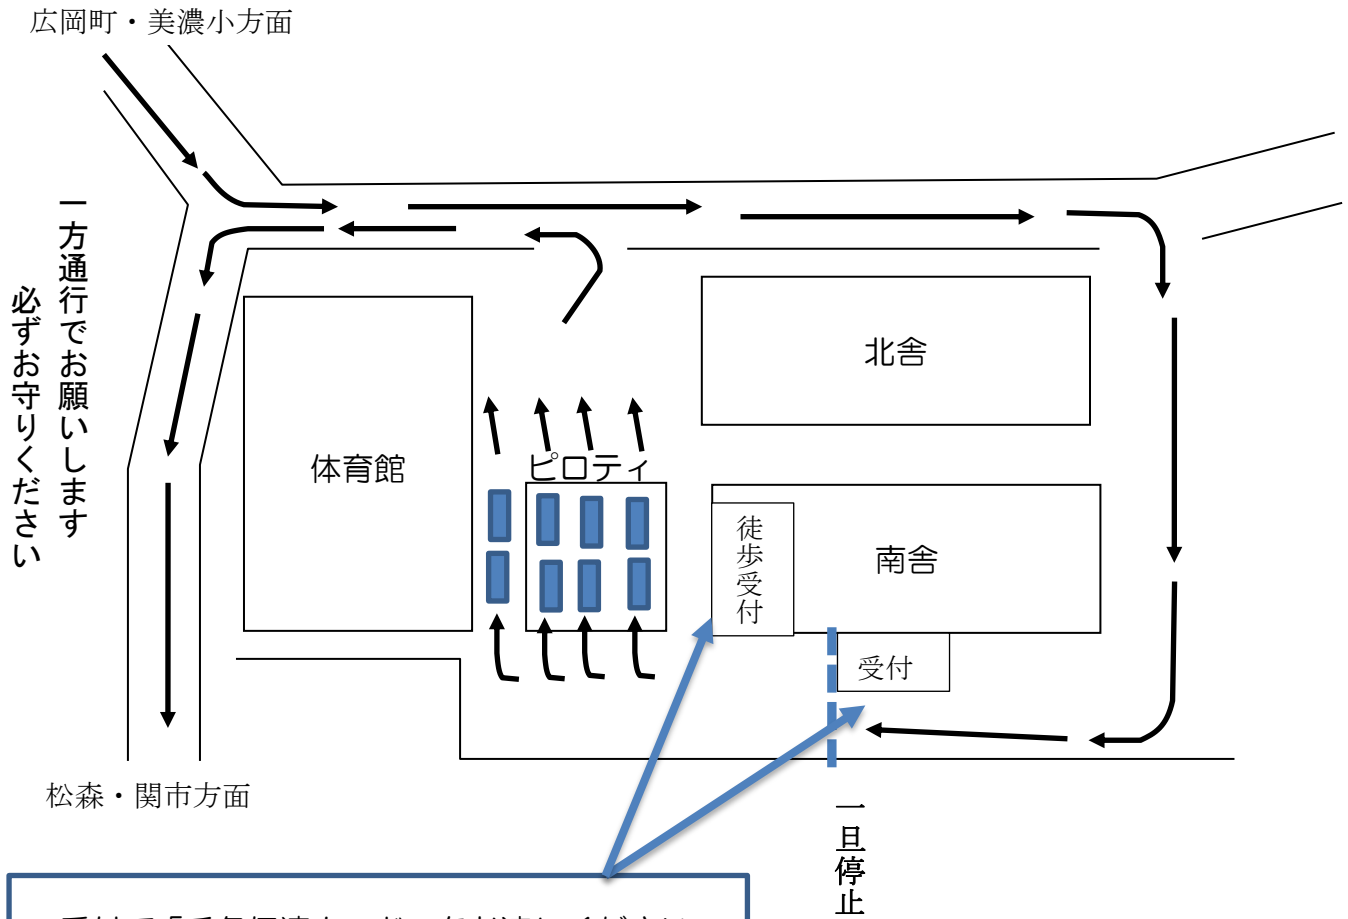 広岡町・美濃小方面
一方通行でお願いします
必ずお守りください
北舎
体育館
ピロティ
徒歩受付
南舎
受付
松森・関市方面
一旦停止